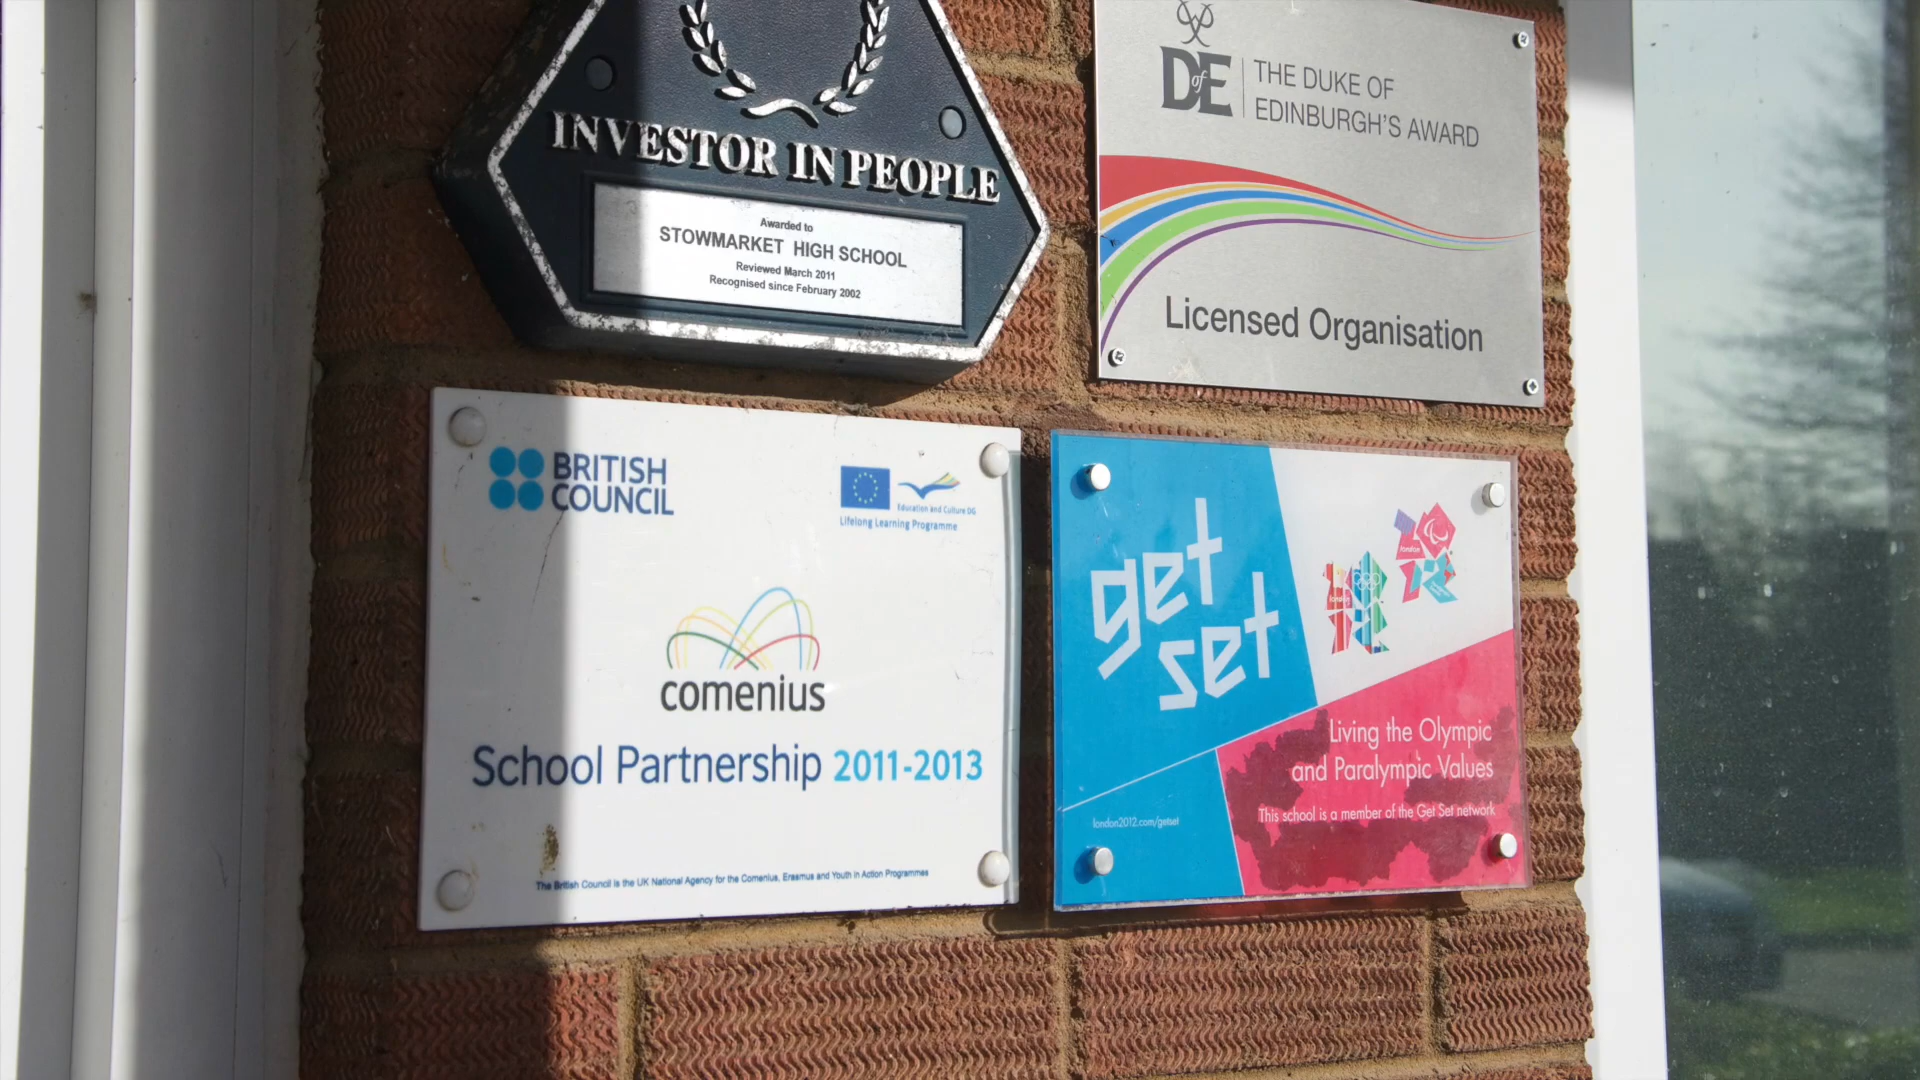 INVESTOR IN PEOPLE
Awarded to
STOWMARKET HIGH SCHOOL
Reviewed March 2011
Recognised since February 2002
DofE
THE DUKE OF
EDINBURGH'S AWARD
Licensed Organisation
BRITISH
COUNCIL
Education and Culture DG
Lifelong Learning Programme
comenius
School Partnership 2011-2013
The British Council is the UK National Agency for the Comenius, Erasmus and Youth in Action Programmes
get
set
london
london
Living the Olympic
and Paralympic Values
This school is a member of the Get Set network
london2012.com/getset